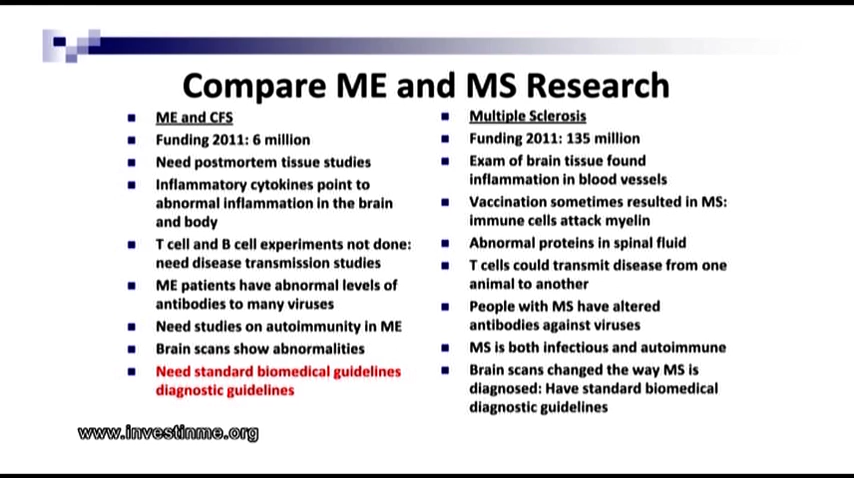 Compare ME and MS Research
ME and CFS
Funding 2011: 6 million
Need postmortem tissue studies
Inflammatory cytokines point to
abnormal inflammation in the brain
and body
T cell and B cell experiments not done:
need disease transmission studies
ME patients have abnormal levels of
antibodies to many viruses
Need studies on autoimmunity in ME
Brain scans show abnormalities
Need standard biomedical guidelines
diagnostic guidelines
Multiple Sclerosis
Funding 2011: 135 million
Exam of brain tissue found
inflammation in blood vessels
Vaccination sometimes resulted in MS:
immune cells attack myelin
Abnormal proteins in spinal fluid
T cells could transmit disease from one
animal to another
People with MS have altered
antibodies against viruses
MS is both infectious and autoimmune
Brain scans changed the way MS is
diagnosed: Have standard biomedical
diagnostic guidelines
www.investinme.org